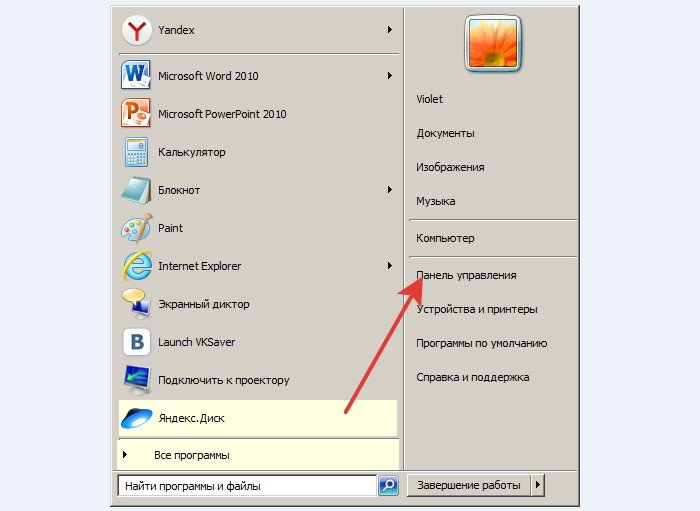 Yandex
Microsoft Word 2010
Microsoft PowerPoint 2010
Калькулятор
Блокнот
Paint
Internet Explorer
Экранный диктор
Launch VKSaver
Подключить к проектору
Яндекс.Диск
Все программы
Найти программы и файлы
Violet
Документы
Изображения
Музыка
Компьютер
Панель управления
Устройства и принтеры
Программы по умолчанию
Справка и поддержка
Завершение работы